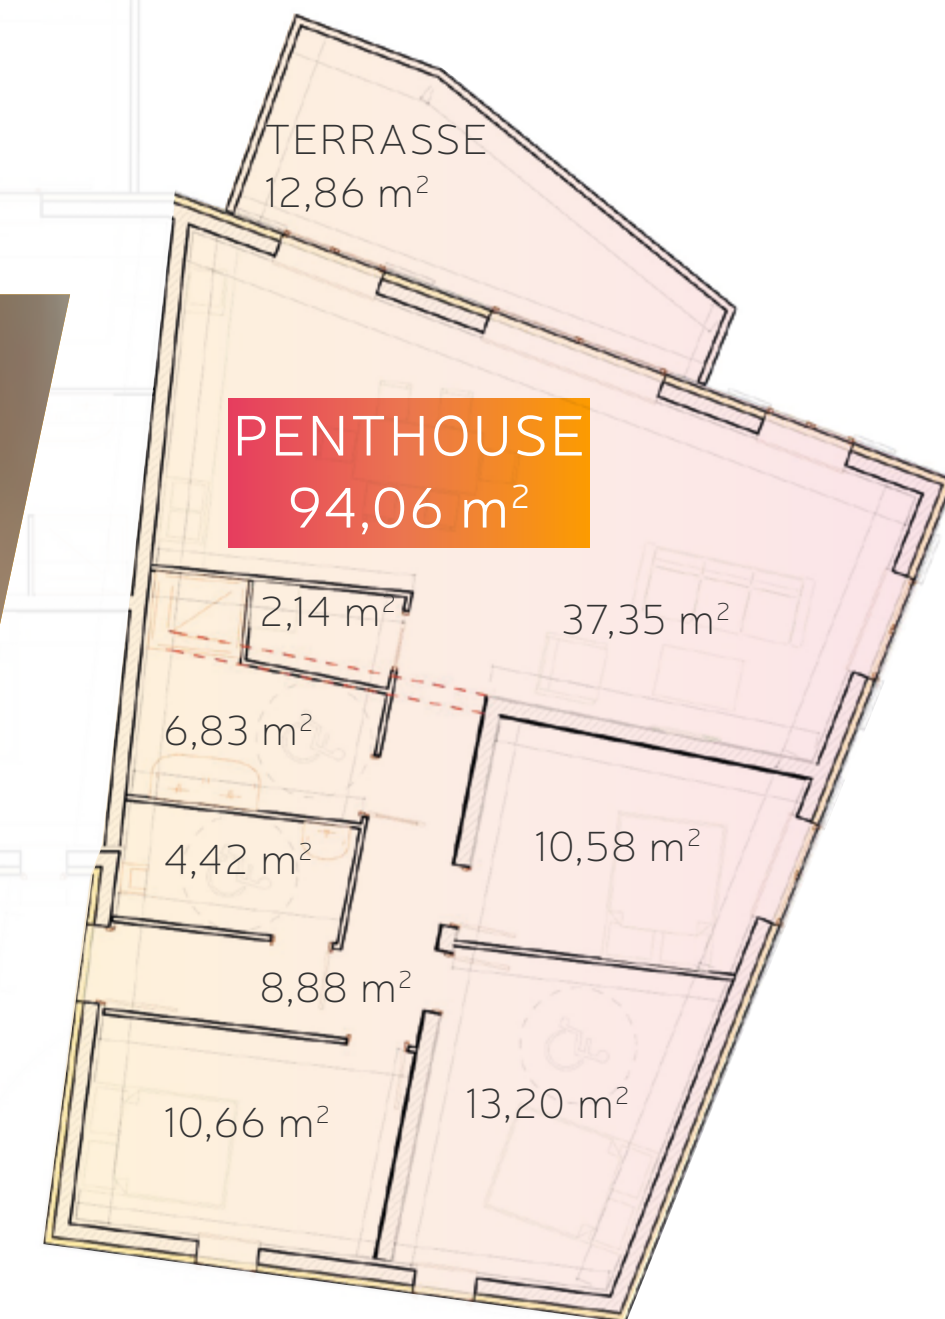 TERRASSE
12,86 m²
PENTHOUSE
94,06 m²
2,14 m²
37,35 m²
6,83 m²
10,58 m²
4,42 m²
8,88 m²
13,20 m²
10,66 m²